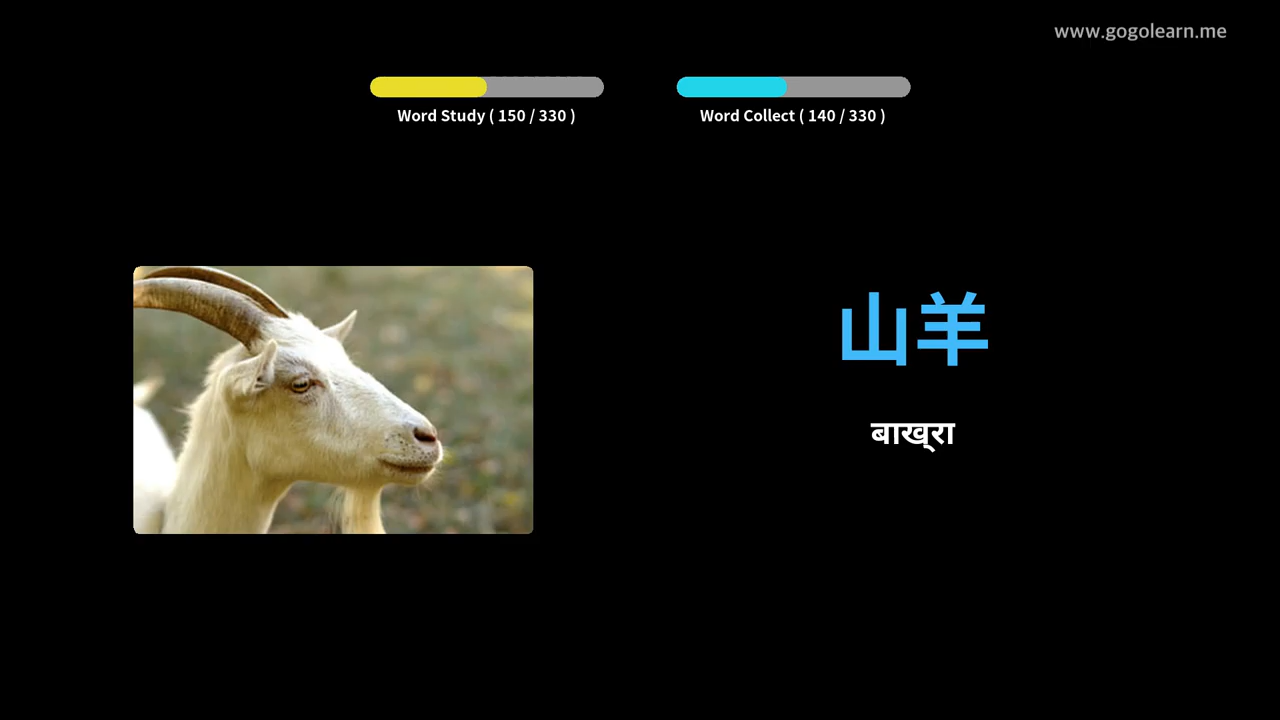 www.gogolearn.me
Word Study ( 150 / 330 )
Word Collect ( 140 / 330 )
山羊
बाख्रा